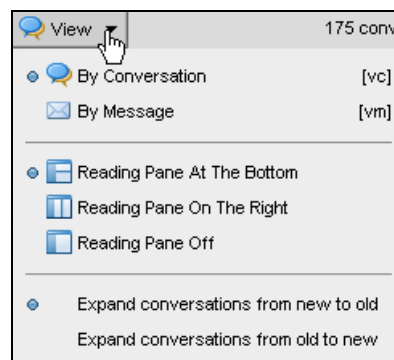 View 175 conv
By Conversation [vc]
By Message [vm]
Reading Pane At The Bottom
Reading Pane On The Right
Reading Pane Off
Expand conversations from new to old
Expand conversations from old to new